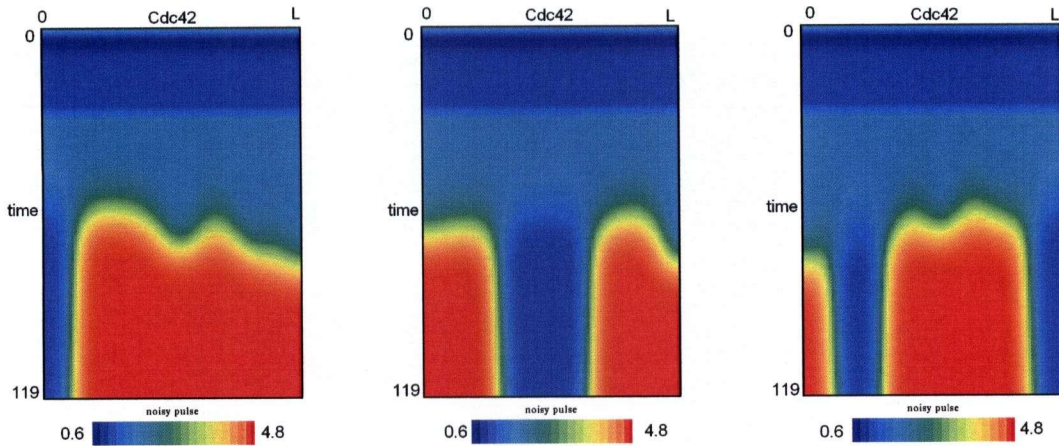 0 Cdc42 L
0
time
119
noisy pulse
0.6 4.8
0 Cdc42 L
0
time
119
noisy pulse
0.6 4.8
0 Cdc42 L
0
time
119
noisy pulse
0.6 4.8